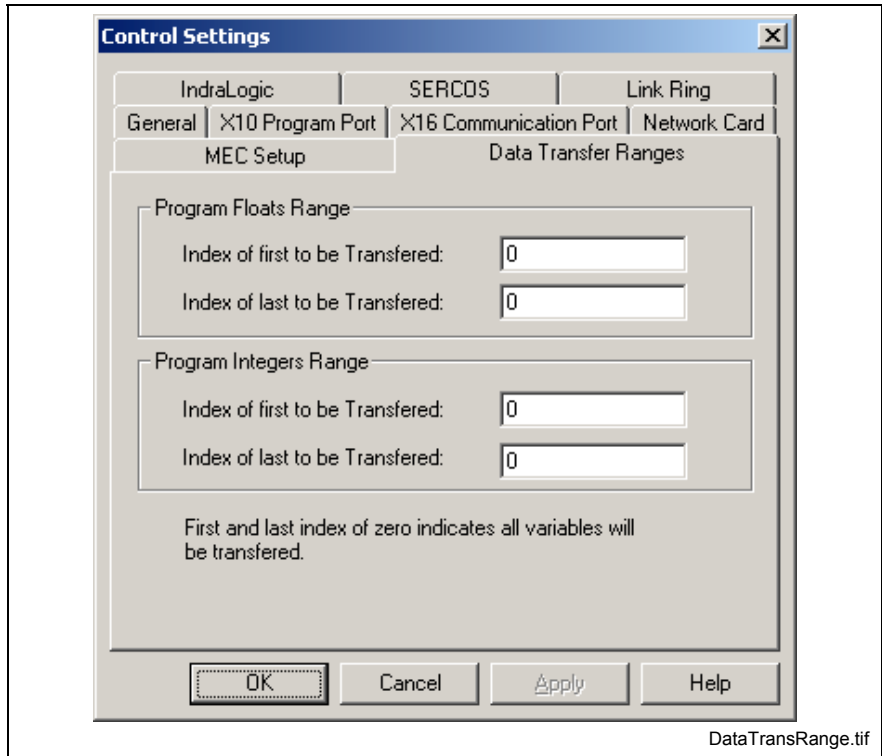 Control Settings
IndraLogic SERCOS Link Ring
General X10 Program Port X16 Communication Port Network Card
MEC Setup Data Transfer Ranges
Program Floats Range
Index of first to be Transfered: 0
Index of last to be Transfered: 0
Program Integers Range
Index of first to be Transfered: 0
Index of last to be Transfered: 0
First and last index of zero indicates all variables will
be transfered.
OK Cancel Apply Help
DataTransRange.tif